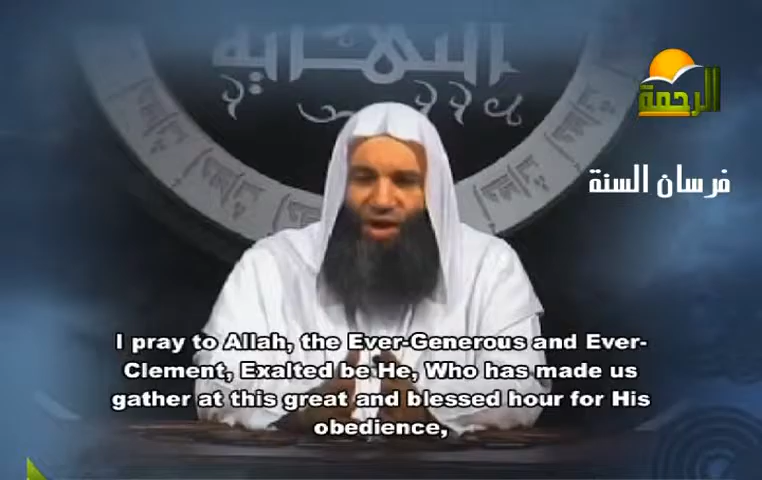 النهاية
الرحمة
فرسان السنة
I pray to Allah, the Ever-Generous and Ever-
Clement, Exalted be He, Who has made us
gather at this great and blessed hour for His
obedience,